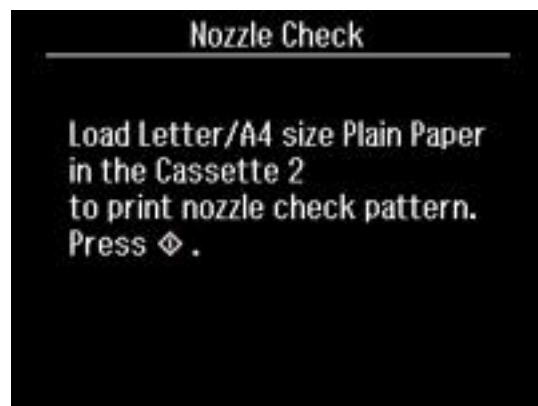 Nozzle Check
Load Letter/A4 size Plain Paper
in the Cassette 2
to print nozzle check pattern.
Press ⟐ .